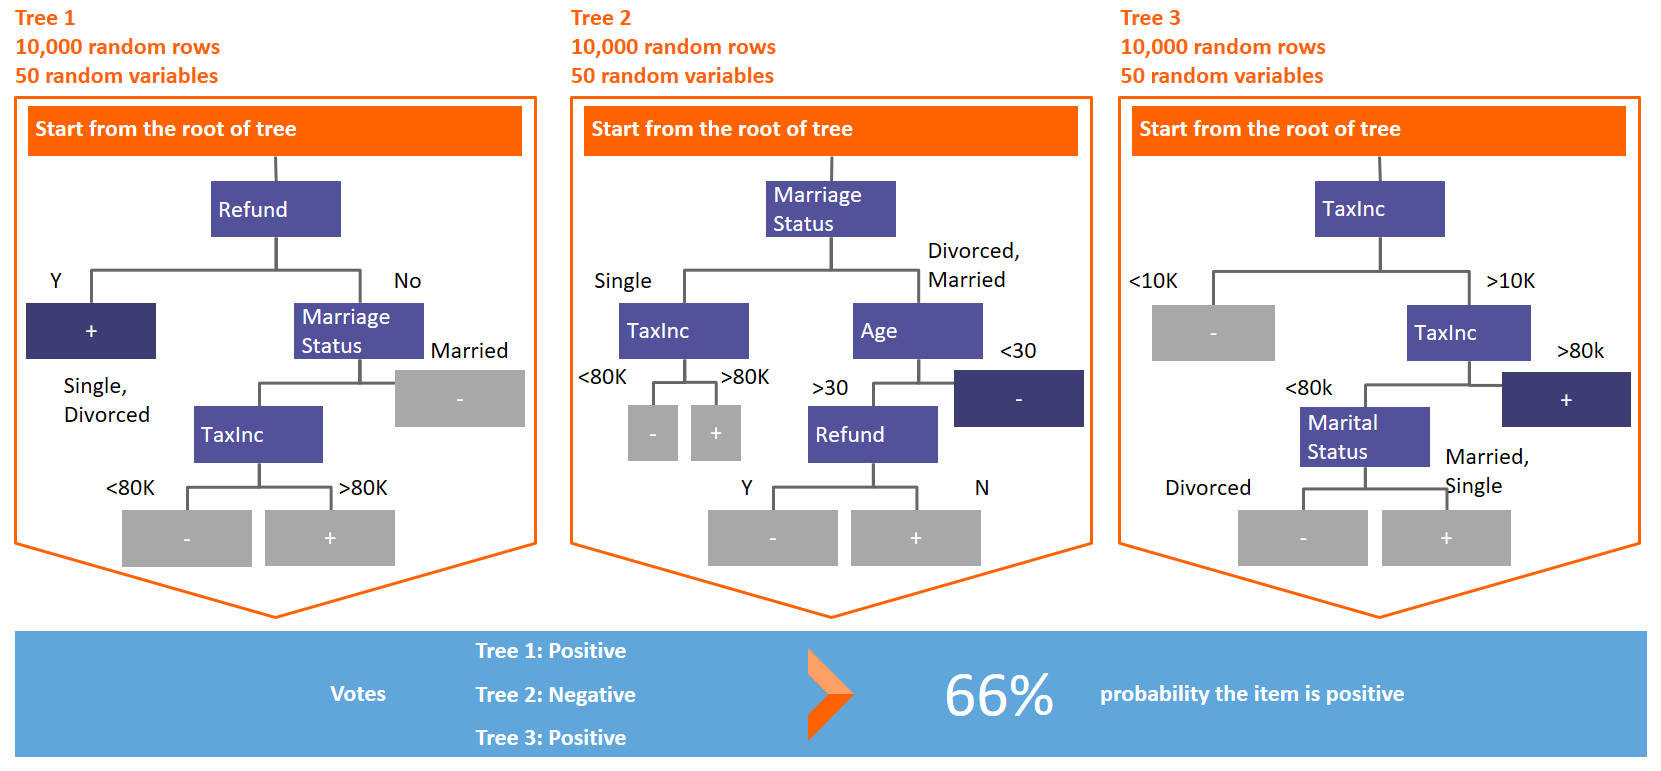 Tree 1
10,000 random rows
50 random variables
Start from the root of tree
Refund
Y
No
+
Marriage
Status
Married
-
Single,
Divorced
TaxInc
<80K
>80K
-
+
Tree 2
10,000 random rows
50 random variables
Start from the root of tree
Marriage
Status
Single
Divorced,
Married
TaxInc
Age
<30
<80K
>80K
>30
-
-
+
Refund
Y
N
-
+
Tree 3
10,000 random rows
50 random variables
Start from the root of tree
TaxInc
<10K
>10K
-
TaxInc
>80k
<80k
+
Marital
Status
Divorced
Married,
Single
-
+
Votes
Tree 1: Positive
Tree 2: Negative
Tree 3: Positive
66%
probability the item is positive